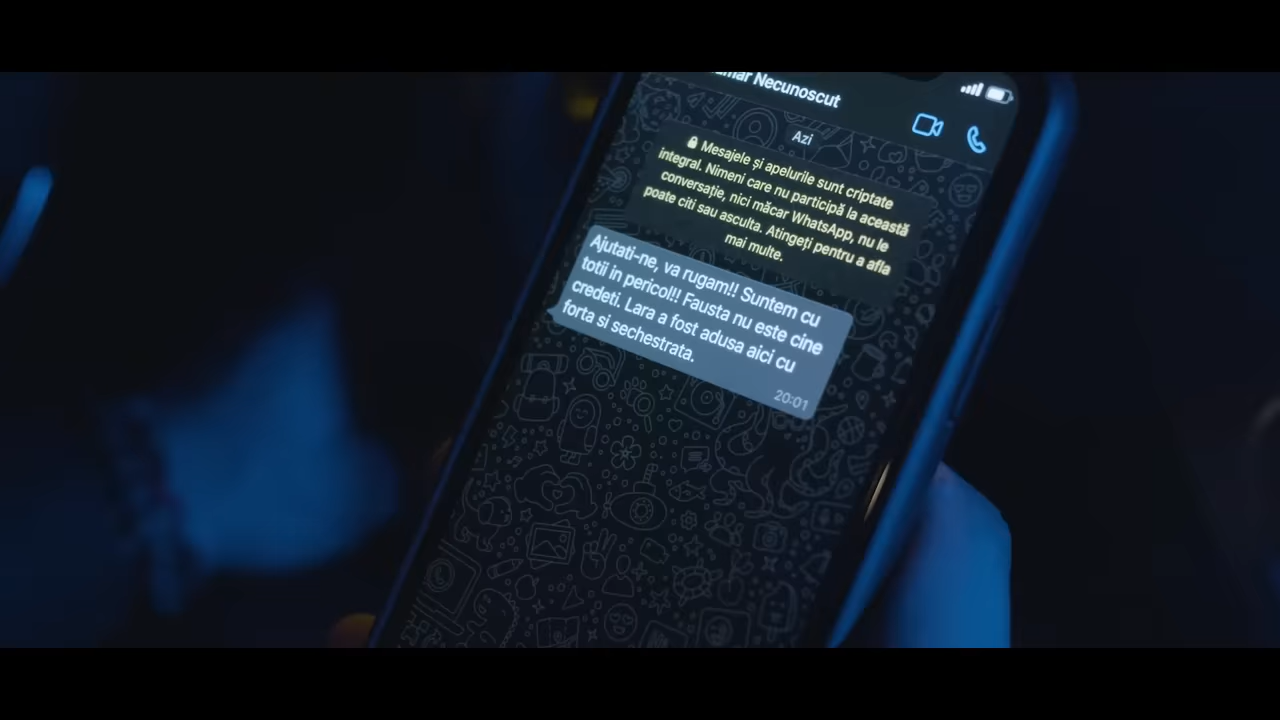 Necunoscut
Azi
Mesajele și apelurile sunt criptate
integral. Nimeni care nu participă la această
conversație, nici măcar WhatsApp, nu le
poate citi sau asculta. Atingeți pentru a afla
mai multe.
Ajutati-ne, va rugam!! Suntem cu
totii in pericol!! Fausta nu este cine
credeti. Lara a fost adusa aici cu
forta si sechestrata.
20:01